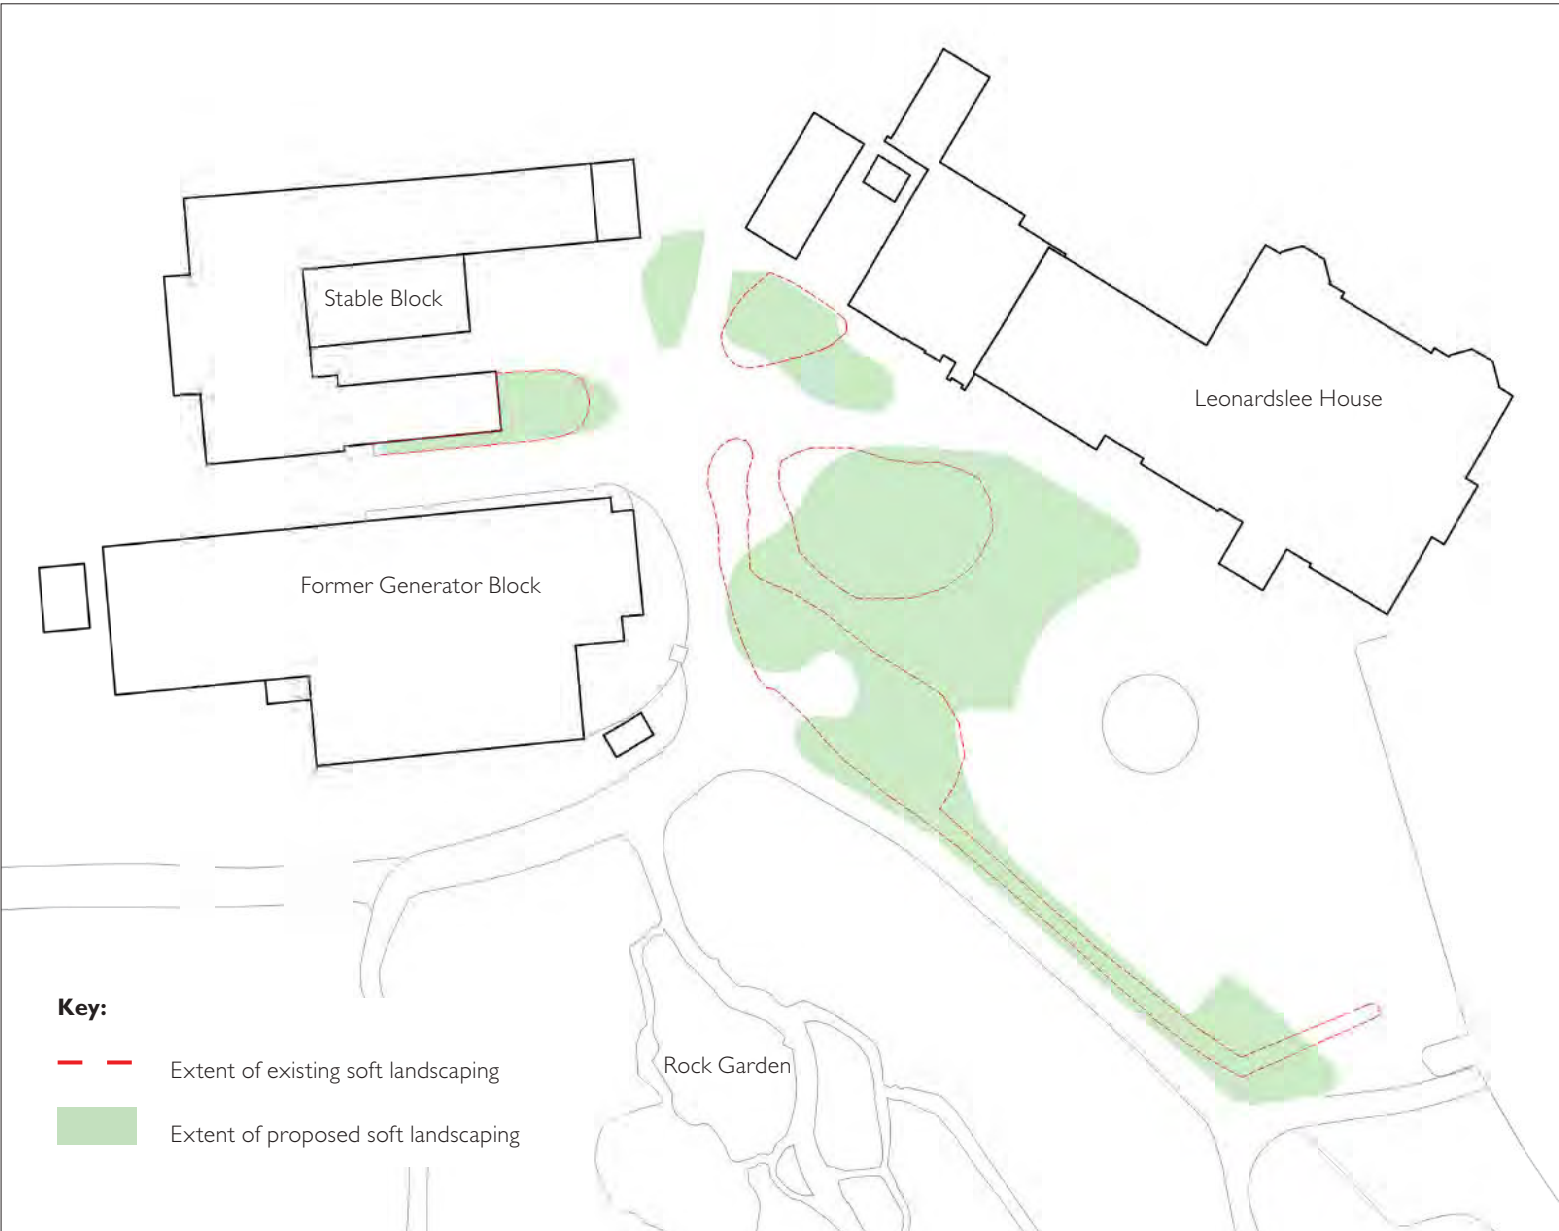 Stable Block
Leonardslee House
Former Generator Block
Key:
Extent of existing soft landscaping
Rock Garden
Extent of proposed soft landscaping